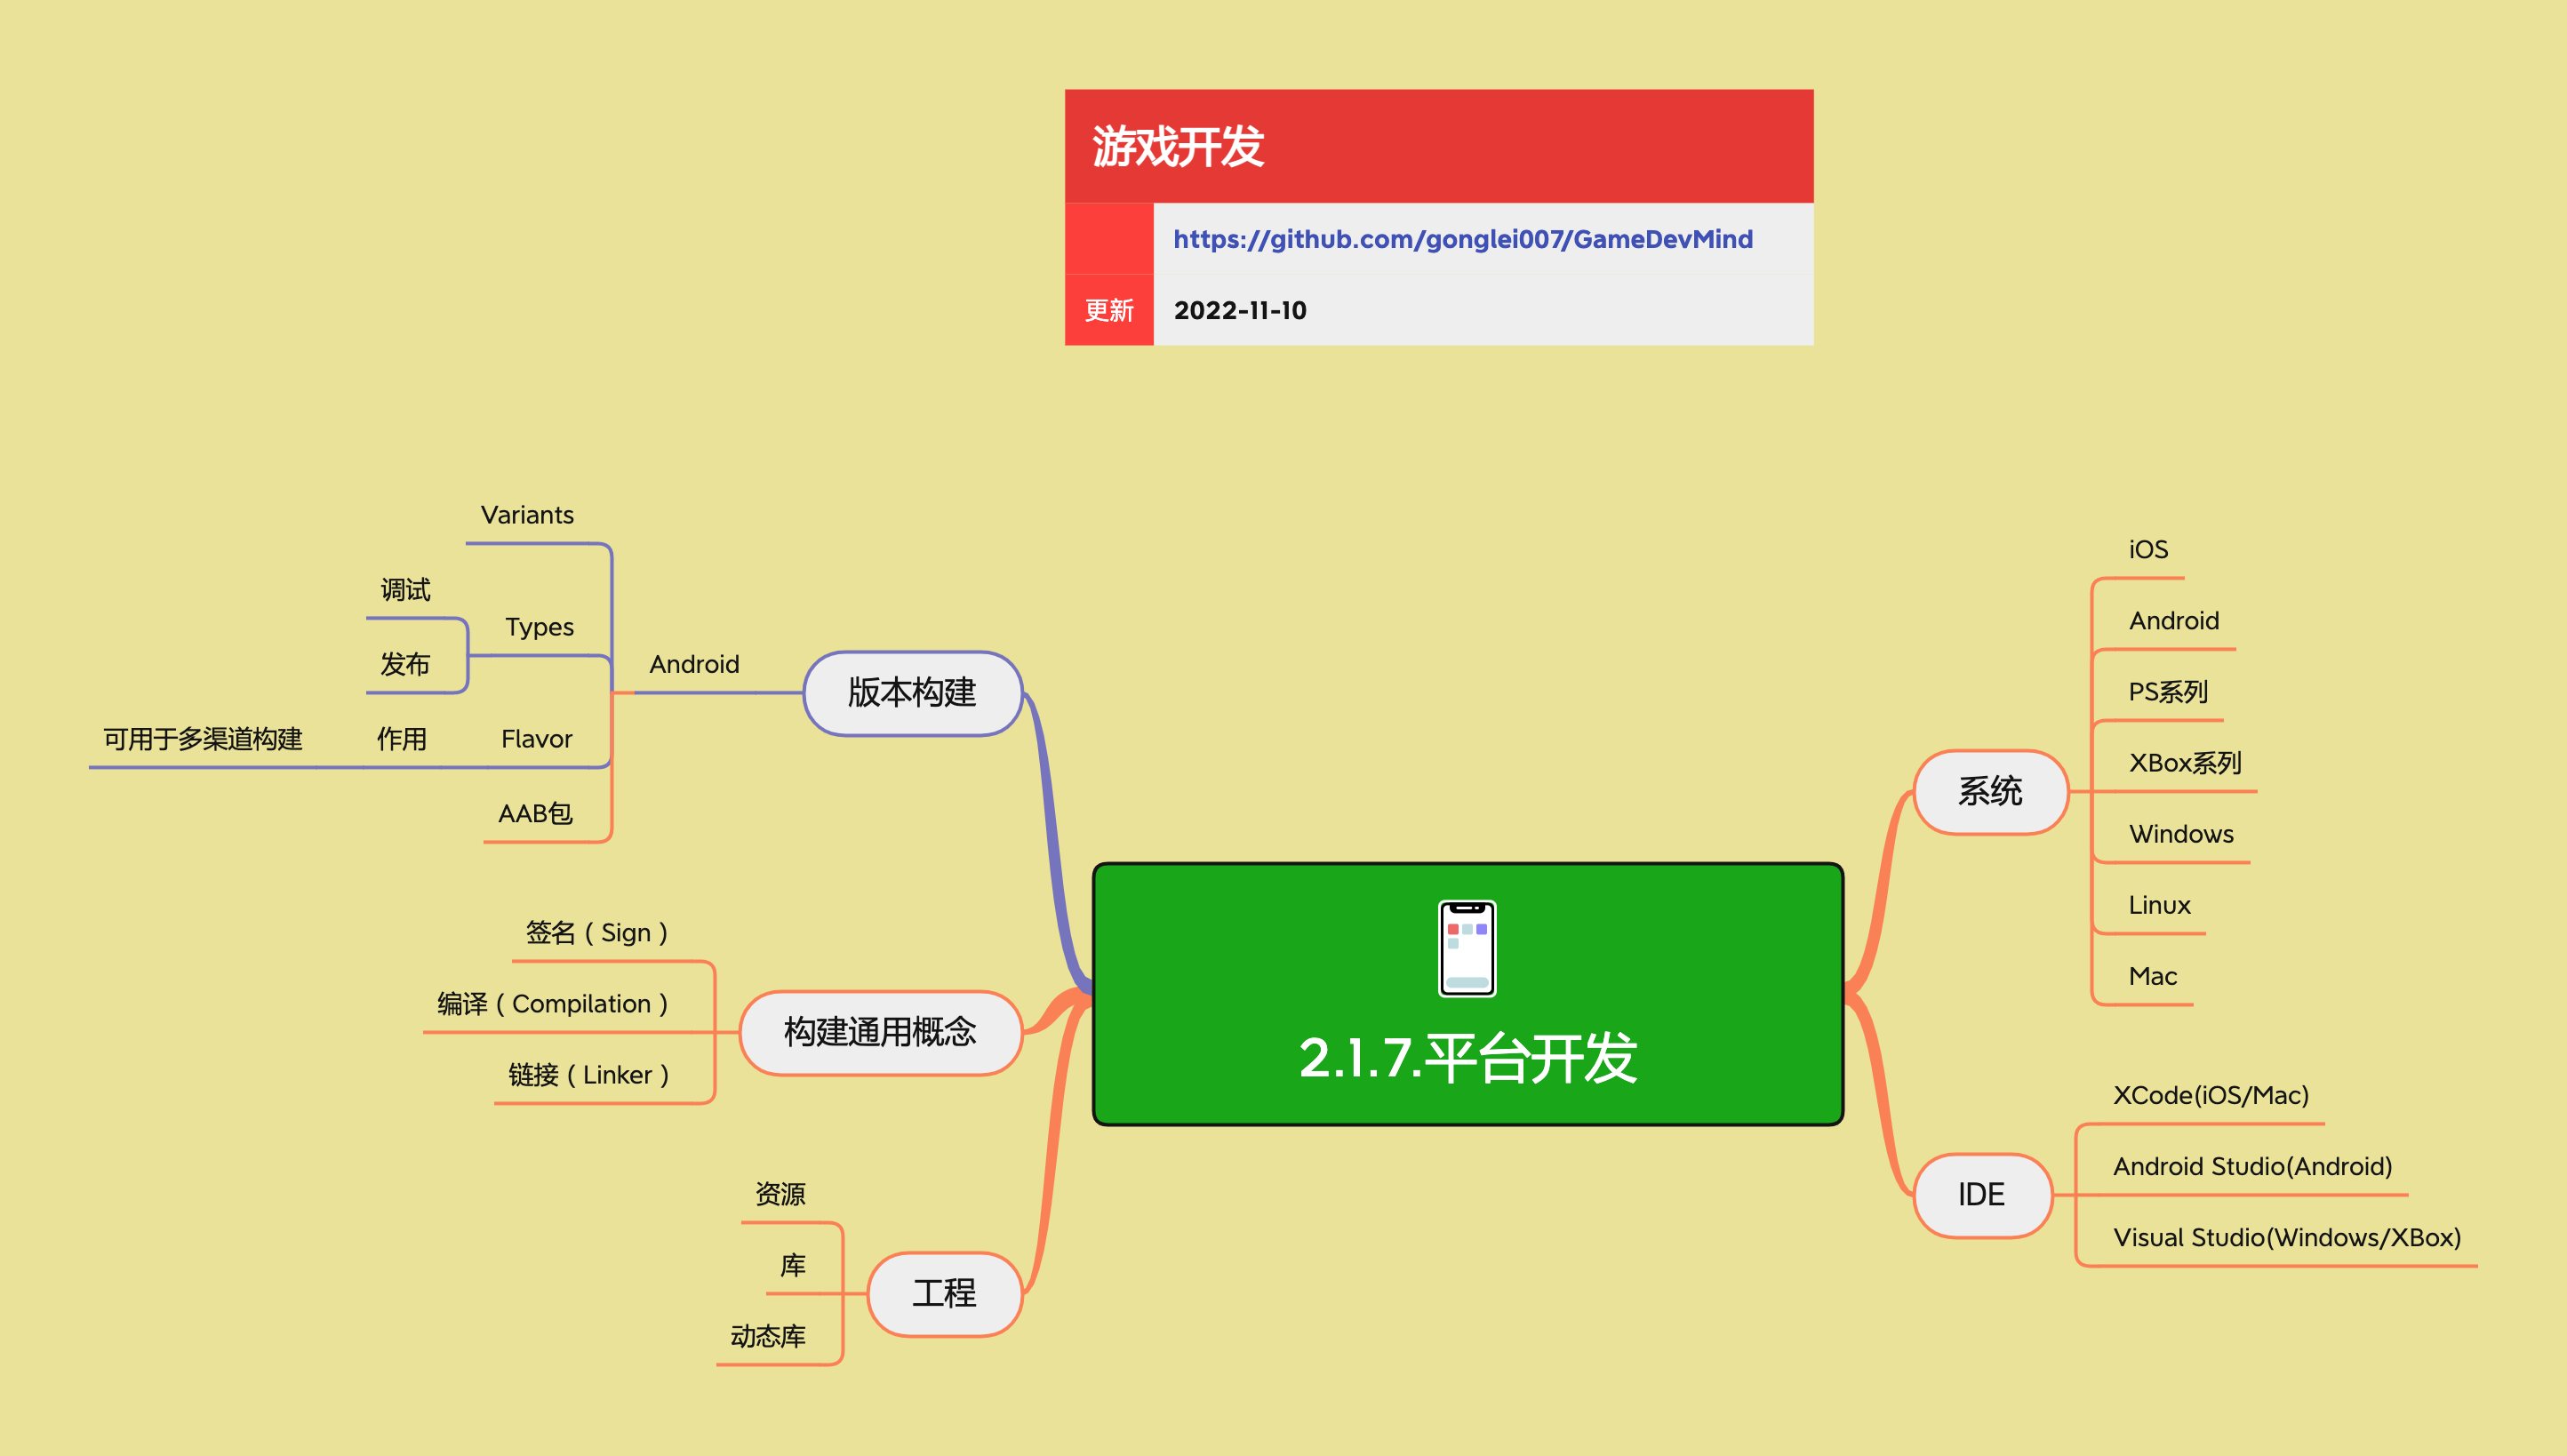 游戏开发
https://github.com/gonglei007/GameDevMind
更新
2022-11-10
2.1.7.平台开发
系统
iOS
Android
PS系列
XBox系列
Windows
Linux
Mac
IDE
XCode(iOS/Mac)
Android Studio(Android)
Visual Studio(Windows/XBox)
版本构建
Android
Variants
Types
调试
发布
Flavor
作用
可用于多渠道构建
AAB包
构建通用概念
签名（Sign）
编译（Compilation）
链接（Linker）
工程
资源
库
动态库